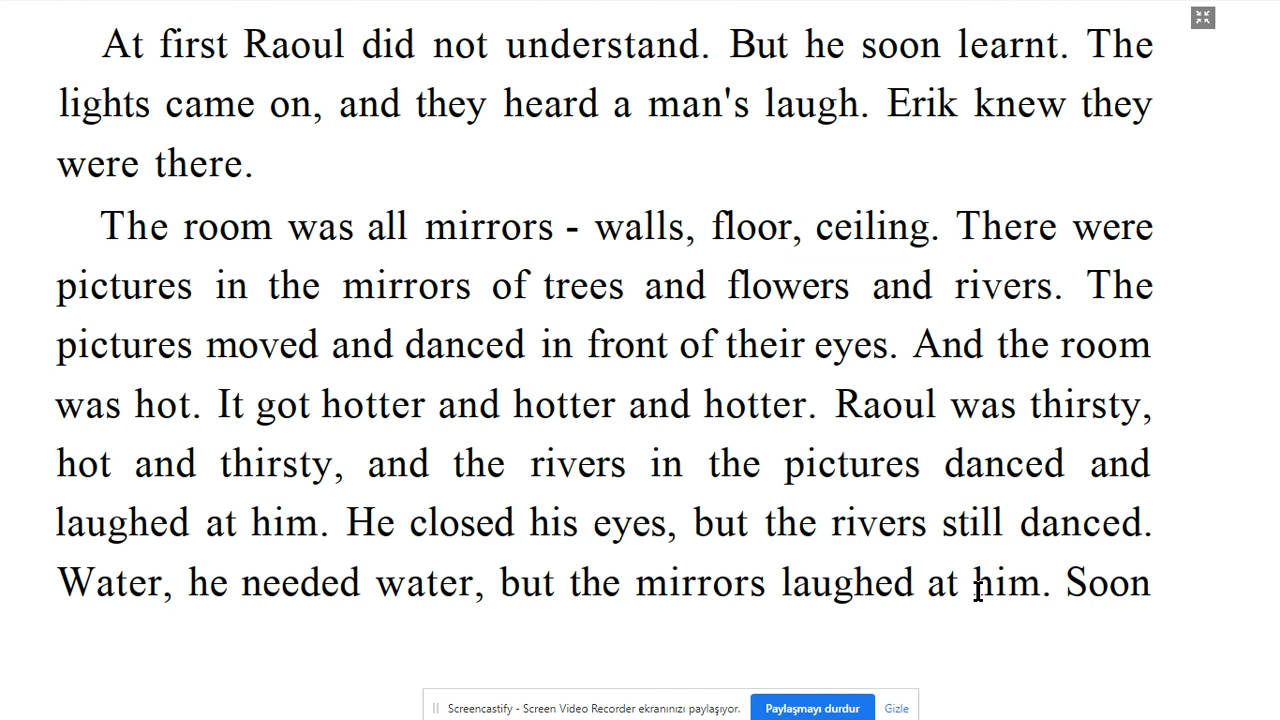 At first Raoul did not understand. But he soon learnt. The
lights came on, and they heard a man's laugh. Erik knew they
were there.
The room was all mirrors - walls, floor, ceiling. There were
pictures in the mirrors of trees and flowers and rivers. The
pictures moved and danced in front of their eyes. And the room
was hot. It got hotter and hotter and hotter. Raoul was thirsty,
hot and thirsty, and the rivers in the pictures danced and
laughed at him. He closed his eyes, but the rivers still danced.
Water, he needed water, but the mirrors laughed at him. Soon
Screencastify - Screen Video Recorder ekranınızı paylaşıyor. Paylaşmayı durdur Gizle